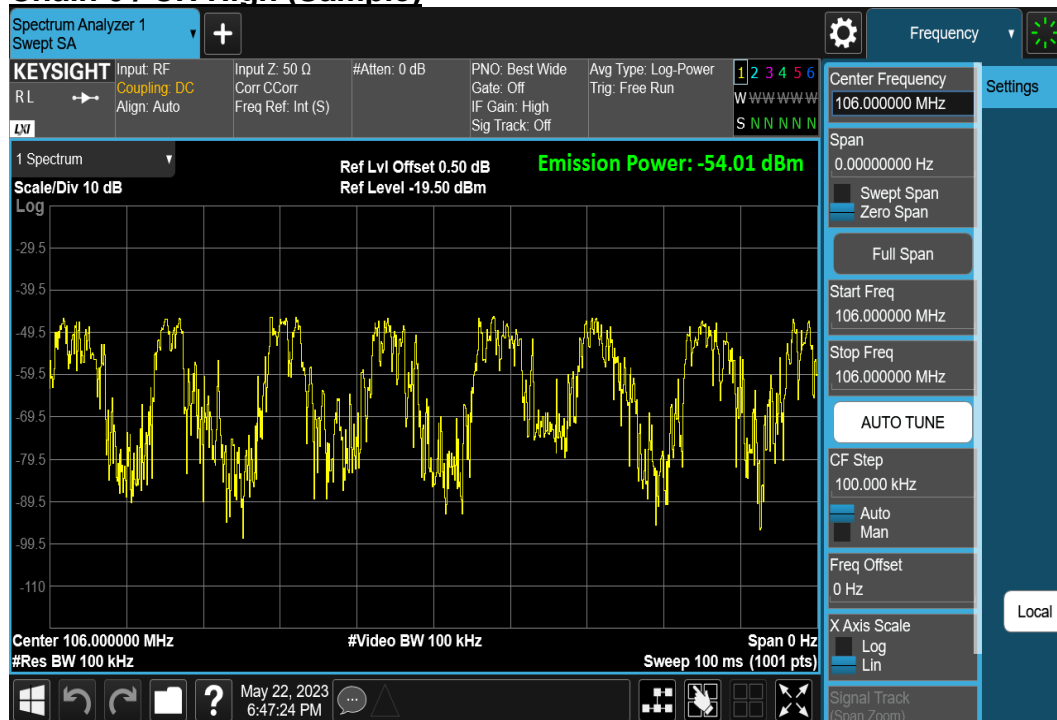 Spectrum Analyzer 1
Swept SA
Frequency
KEYSIGHT
RL
LXI
Input: RF
Coupling: DC
Align: Auto
Input Z: 50 Ω
Corr CCorr
Freq Ref: Int (S)
#Atten: 0 dB
PNO: Best Wide
Gate: Off
IF Gain: High
Sig Track: Off
Avg Type: Log-Power
Trig: Free Run
1 2 3 4 5 6
W W W W W W
S N N N N N
1 Spectrum
Scale/Div 10 dB
Log
Ref Lvl Offset 0.50 dB
Ref Level -19.50 dBm
Emission Power: -54.01 dBm
-29.5
-39.5
-49.5
-59.5
-69.5
-79.5
-89.5
-99.5
-110
Center 106.000000 MHz
#Res BW 100 kHz
#Video BW 100 kHz
Span 0 Hz
Sweep 100 ms (1001 pts)
May 22, 2023
6:47:24 PM
Center Frequency
106.000000 MHz
Span
0.00000000 Hz
Swept Span
Zero Span
Full Span
Start Freq
106.000000 MHz
Stop Freq
106.000000 MHz
AUTO TUNE
CF Step
100.000 kHz
Auto
Man
Freq Offset
0 Hz
X Axis Scale
Log
Lin
Signal Track
(Span Zoom)
Settings
Local